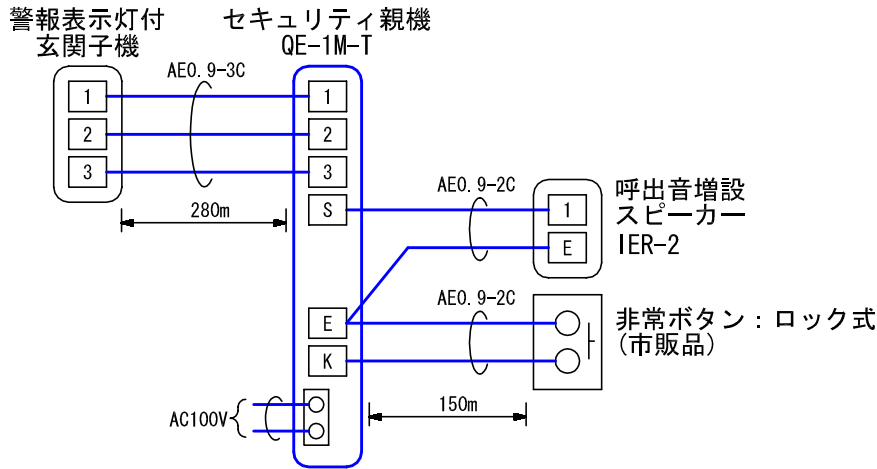 警報表示灯付
玄関子機
セキュリティ親機
QE-1M-T
AE0.9-3C
1
2
3
1
2
3
S
280m
AE0.9-2C
1
E
呼出音増設
スピーカー
IER-2
E
K
AE0.9-2C
非常ボタン：ロック式
(市販品)
150m
AC100V